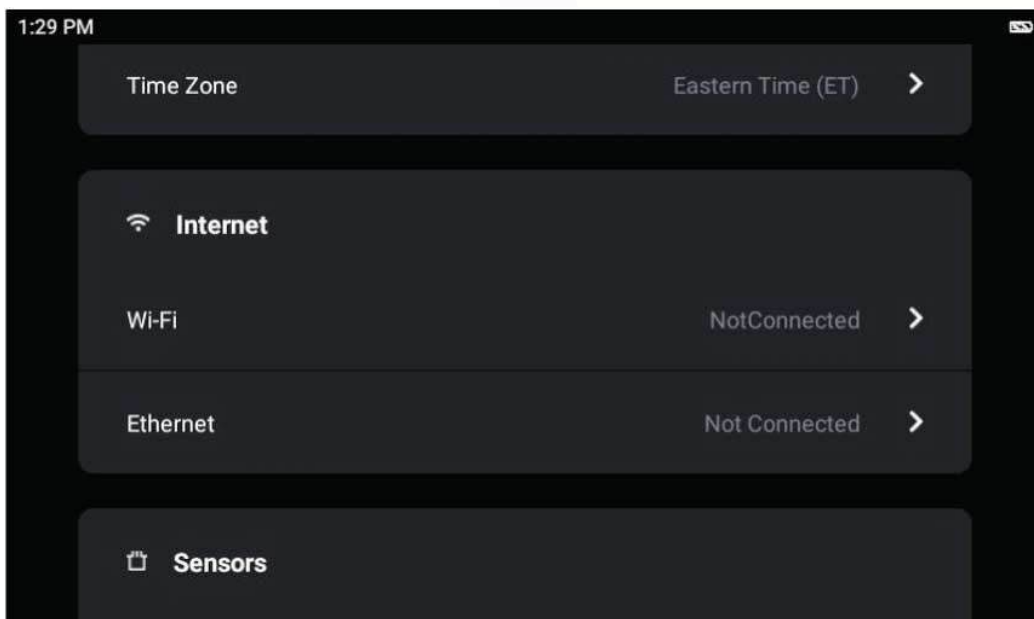 1:29 PM
Time Zone Eastern Time (ET)
Internet
Wi-Fi NotConnected
Ethernet Not Connected
Sensors